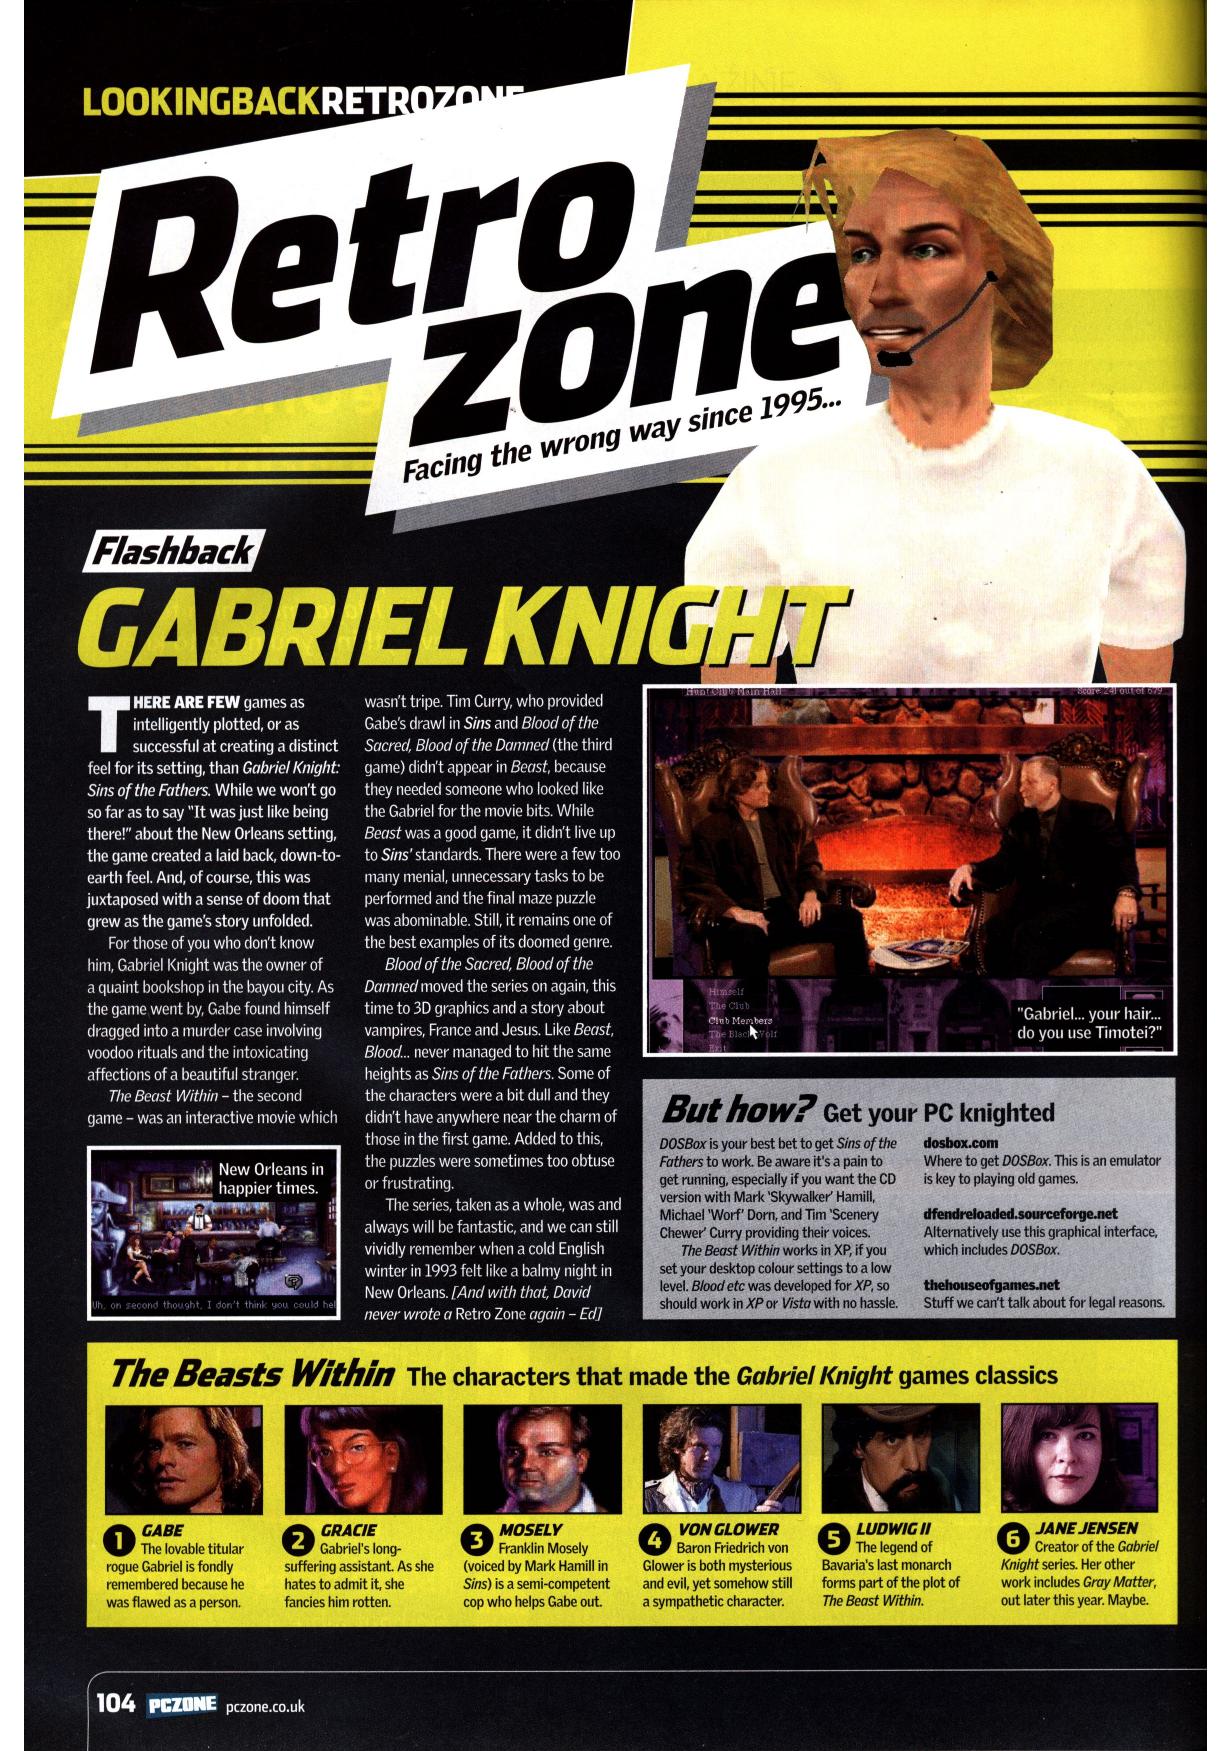 LOOKINGBACKRETROZONE
Retro
zone
Facing the wrong way since 1995...
Flashback
GABRIEL KNIGHT
THERE ARE FEW games as
intelligently plotted, or as
successful at creating a distinct
feel for its setting, than Gabriel Knight:
Sins of the Fathers. While we won't go
so far as to say "It was just like being
there!" about the New Orleans setting,
the game created a laid back, down-to-
earth feel. And, of course, this was
juxtaposed with a sense of doom that
grew as the game's story unfolded.
For those of you who don't know
him, Gabriel Knight was the owner of
a quaint bookshop in the bayou city. As
the game went by, Gabe found himself
dragged into a murder case involving
voodoo rituals and the intoxicating
affections of a beautiful stranger.
The Beast Within – the second
game – was an interactive movie which
New Orleans in
happier times.
Uh, on second thought, I don't think you could hel
wasn't tripe. Tim Curry, who provided
Gabe's drawl in Sins and Blood of the
Sacred, Blood of the Damned (the third
game) didn't appear in Beast, because
they needed someone who looked like
the Gabriel for the movie bits. While
Beast was a good game, it didn't live up
to Sins' standards. There were a few too
many menial, unnecessary tasks to be
performed and the final maze puzzle
was abominable. Still, it remains one of
the best examples of its doomed genre.
Blood of the Sacred, Blood of the
Damned moved the series on again, this
time to 3D graphics and a story about
vampires, France and Jesus. Like Beast,
Blood... never managed to hit the same
heights as Sins of the Fathers. Some of
the characters were a bit dull and they
didn't have anywhere near the charm of
those in the first game. Added to this,
the puzzles were sometimes too obtuse
or frustrating.
The series, taken as a whole, was and
always will be fantastic, and we can still
vividly remember when a cold English
winter in 1993 felt like a balmy night in
New Orleans. [And with that, David
never wrote a Retro Zone again – Ed]
Hunt Club Main Hall
Score: 241 out of 679
Himself
The Club
Club Members
The Black Wolf
Exit
"Gabriel... your hair...
do you use Timotei?"
But how? Get your PC knighted
DOSBox is your best bet to get Sins of the
Fathers to work. Be aware it's a pain to
get running, especially if you want the CD
version with Mark 'Skywalker' Hamill,
Michael 'Worf' Dorn, and Tim 'Scenery
Chewer' Curry providing their voices.
The Beast Within works in XP, if you
set your desktop colour settings to a low
level. Blood etc was developed for XP, so
should work in XP or Vista with no hassle.
dosbox.com
Where to get DOSBox. This is an emulator
is key to playing old games.
dfendreloaded.sourceforge.net
Alternatively use this graphical interface,
which includes DOSBox.
thehouseofgames.net
Stuff we can't talk about for legal reasons.
The Beasts Within The characters that made the Gabriel Knight games classics
1 GABE
The lovable titular
rogue Gabriel is fondly
remembered because he
was flawed as a person.
2 GRACIE
Gabriel's long-
suffering assistant. As she
hates to admit it, she
fancies him rotten.
3 MOSELY
Franklin Mosely
(voiced by Mark Hamill in
Sins) is a semi-competent
cop who helps Gabe out.
4 VON GLOWER
Baron Friedrich von
Glower is both mysterious
and evil, yet somehow still
a sympathetic character.
5 LUDWIG II
The legend of
Bavaria's last monarch
forms part of the plot of
The Beast Within.
6 JANE JENSEN
Creator of the Gabriel
Knight series. Her other
work includes Gray Matter,
out later this year. Maybe.
104 PCZONE pczone.co.uk